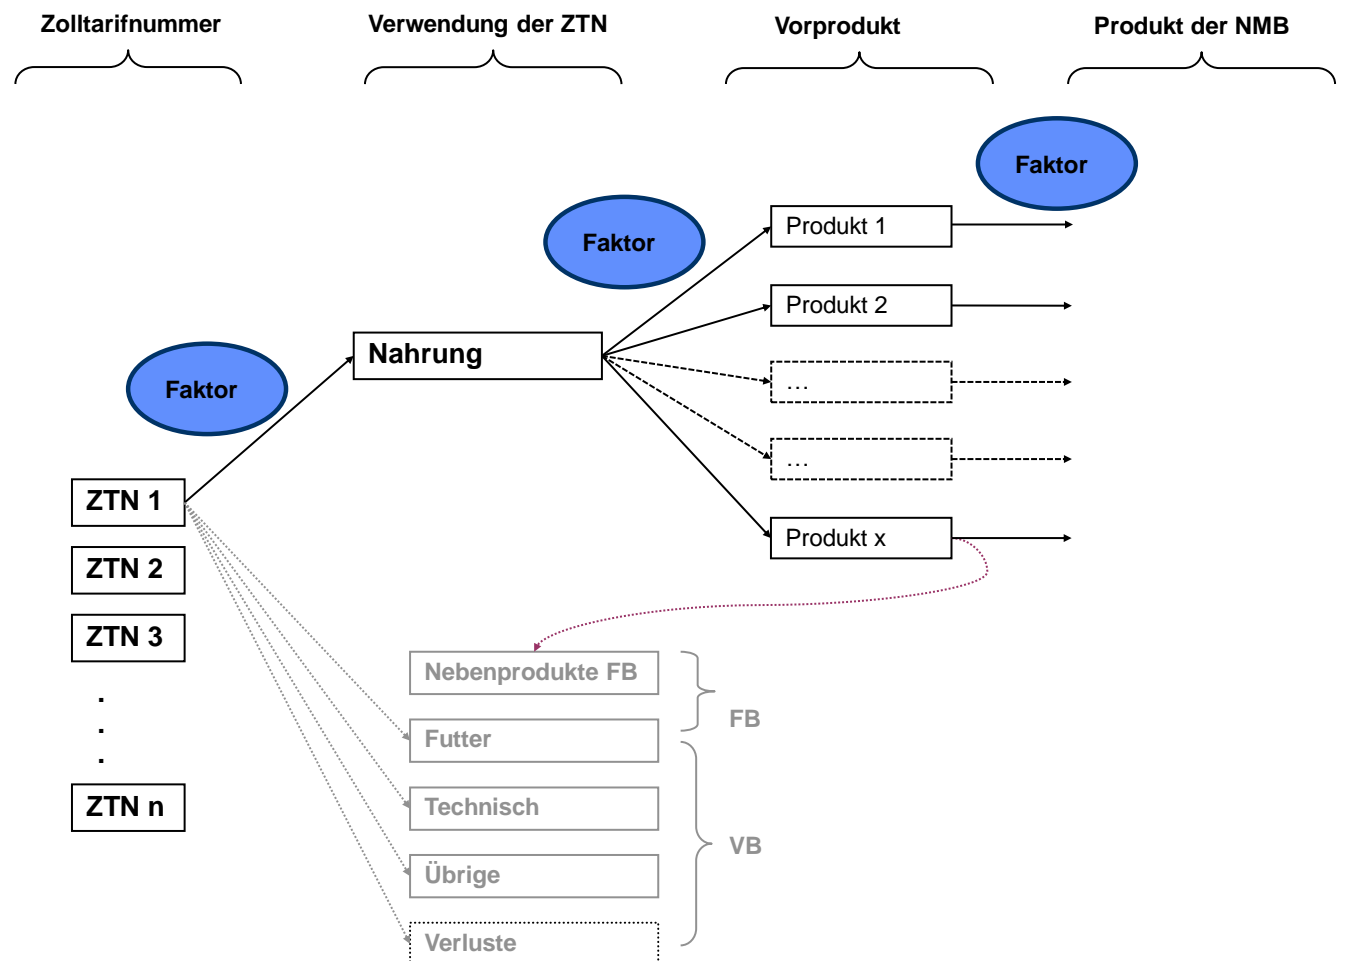 Zolltarifnummer
Verwendung der ZTN
Vorprodukt
Produkt der NMB
Faktor
Faktor
Produkt 1
Produkt 2
Nahrung
…
Faktor
…
ZTN 1
Produkt x
ZTN 2
ZTN 3
Nebenprodukte FB
.
FB
.
Futter
.
ZTN n
Technisch
VB
Übrige
Verluste